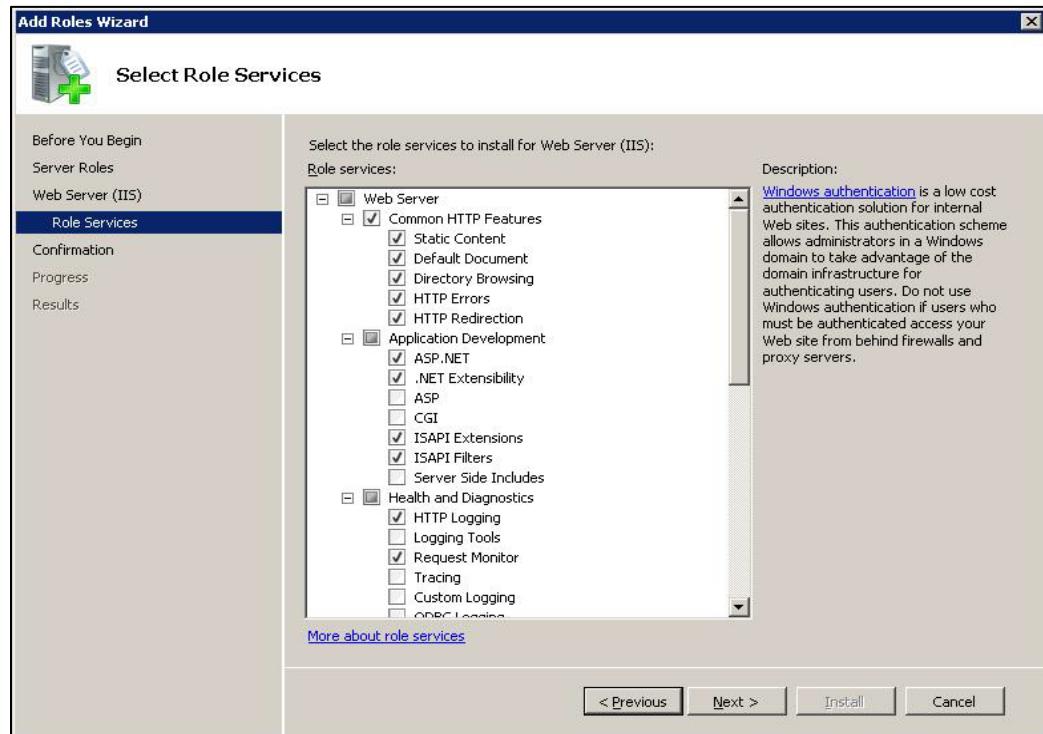 Add Roles Wizard
Select Role Services
Before You Begin
Server Roles
Web Server (IIS)
Role Services
Confirmation
Progress
Results
Select the role services to install for Web Server (IIS):
Role services:
Web Server
Common HTTP Features
Static Content
Default Document
Directory Browsing
HTTP Errors
HTTP Redirection
Application Development
ASP.NET
.NET Extensibility
ASP
CGI
ISAPI Extensions
ISAPI Filters
Server Side Includes
Health and Diagnostics
HTTP Logging
Logging Tools
Request Monitor
Tracing
Custom Logging
ODBC Logging
More about role services
Description:
Windows authentication is a low cost
authentication solution for internal
Web sites. This authentication scheme
allows administrators in a Windows
domain to take advantage of the
domain infrastructure for
authenticating users. Do not use
Windows authentication if users who
must be authenticated access your
Web site from behind firewalls and
proxy servers.
< Previous
Next >
Install
Cancel